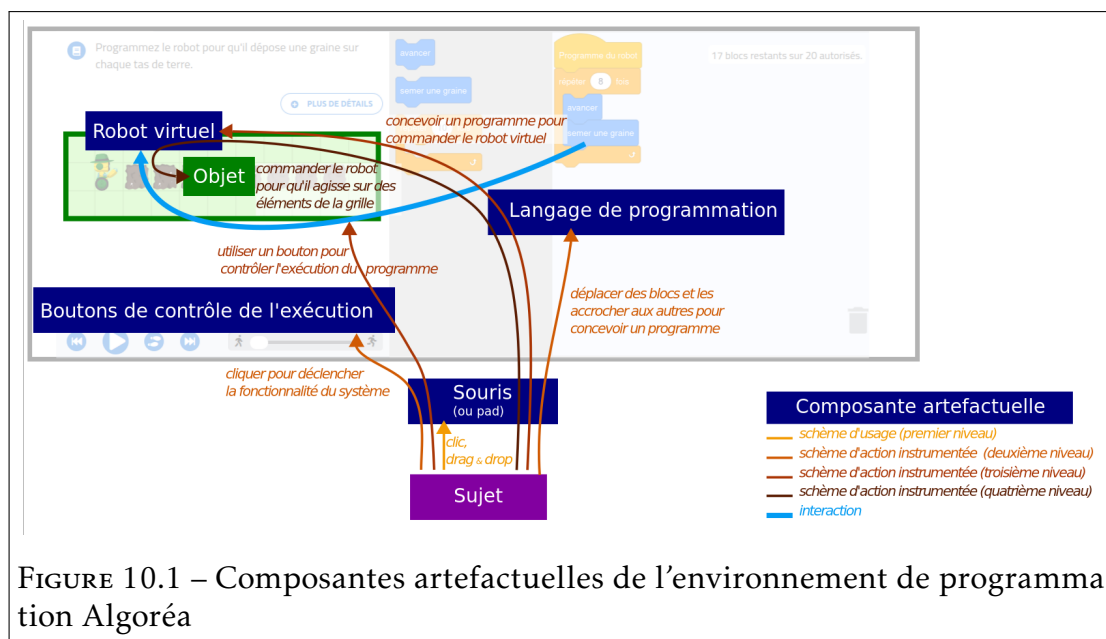 Programmez le robot pour qu'il dépose une graine sur
chaque tas de terre.
PLUS DE DÉTAILS
avancer
semer une graine
Programme du robot
répéter 8 fois
avancer
semer une graine
17 blocs restants sur 20 autorisés.
Robot virtuel
concevoir un programme pour
commander le robot virtuel
Objet
commander le robot
pour qu'il agisse sur des
éléments de la grille
Langage de programmation
utiliser un bouton pour
contrôler l'exécution du programme
Boutons de contrôle de l'exécution
déplacer des blocs et les
accrocher aux autres pour
concevoir un programme
cliquer pour déclencher
la fonctionnalité du système
Souris
(ou pad)
clic,
drag & drop
Sujet
Composante artefactuelle
schème d'usage (premier niveau)
schème d'action instrumentée (deuxième niveau)
schème d'action instrumentée (troisième niveau)
schème d'action instrumentée (quatrième niveau)
interaction
FIGURE 10.1 – Composantes artefactuelles de l'environnement de programma
tion Algoréa